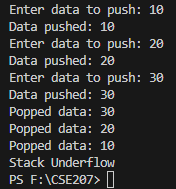 Enter data to push: 10
Data pushed: 10
Enter data to push: 20
Data pushed: 20
Enter data to push: 30
Data pushed: 30
Popped data: 30
Popped data: 20
Popped data: 10
Stack Underflow
PS F:\CSE207>